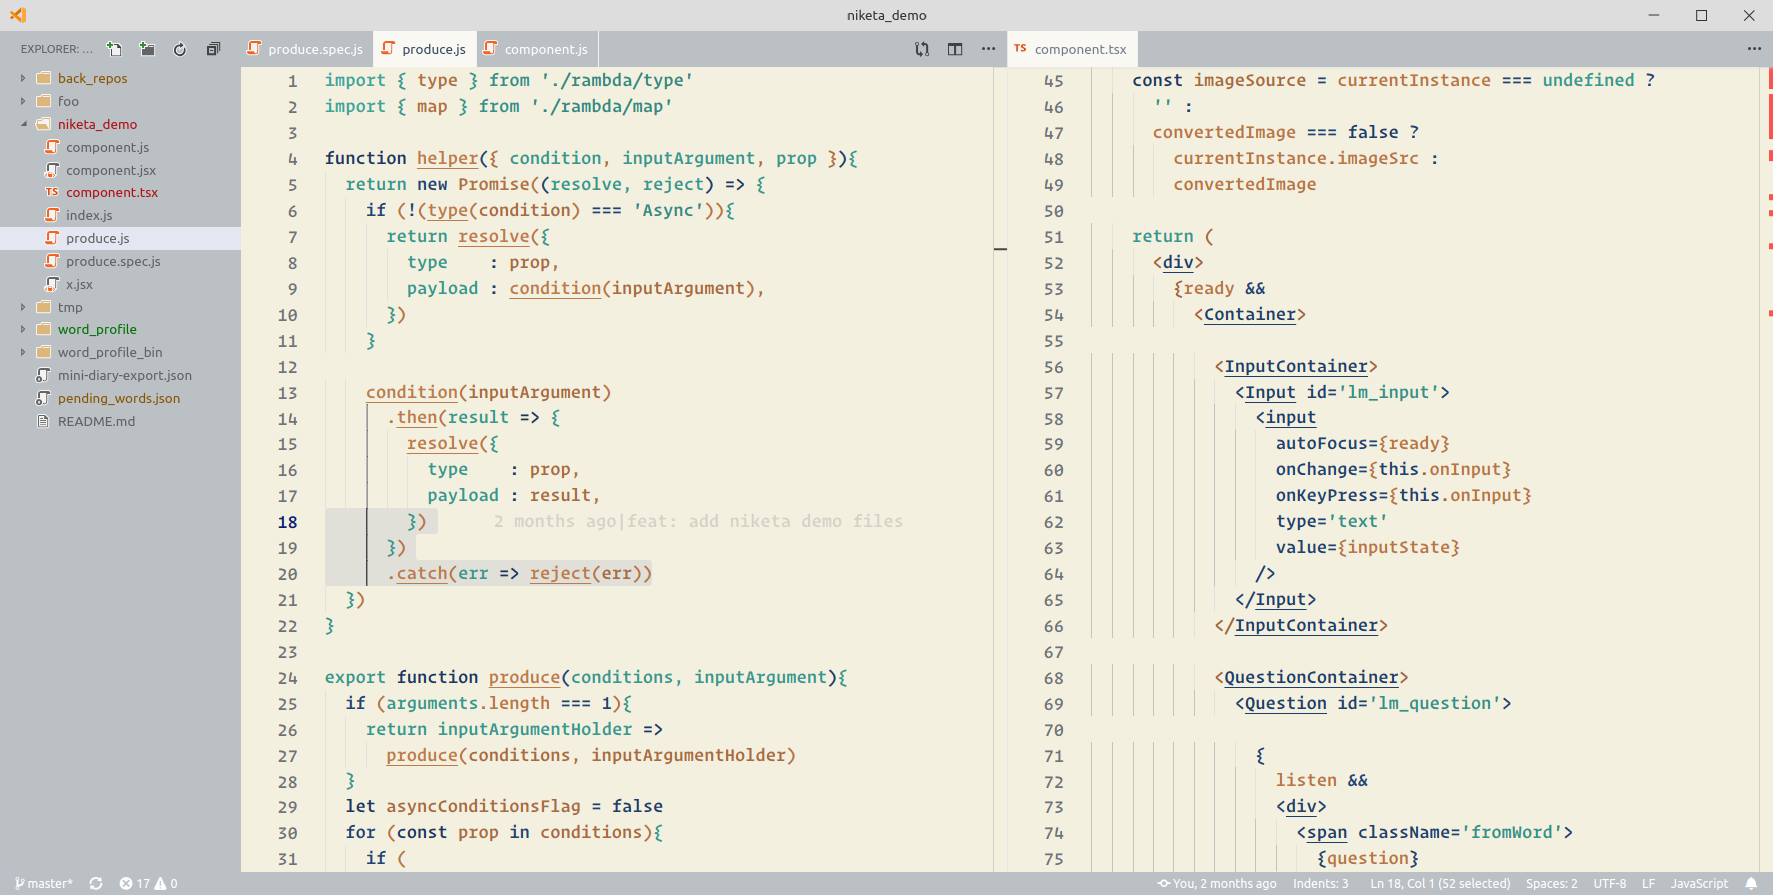 niketa_demo
EXPLORER: ...
back_repos
foo
niketa_demo
component.js
component.jsx
TS component.tsx
index.js
produce.js
produce.spec.js
x.jsx
tmp
word_profile
word_profile_bin
mini-diary-export.json
pending_words.json
README.md
produce.spec.js
produce.js
component.js
1 import { type } from './rambda/type'
2 import { map } from './rambda/map'
3
4 function helper({ condition, inputArgument, prop }){
5 return new Promise((resolve, reject) => {
6 if (!(type(condition) === 'Async')){
7 return resolve({
8 type : prop,
9 payload : condition(inputArgument),
10 })
11 }
12
13 condition(inputArgument)
14 .then(result => {
15 resolve({
16 type : prop,
17 payload : result,
18 }) 2 months ago|feat: add niketa demo files
19 })
20 .catch(err => reject(err))
21 })
22 }
23
24 export function produce(conditions, inputArgument){
25 if (arguments.length === 1){
26 return inputArgumentHolder =>
27 produce(conditions, inputArgumentHolder)
28 }
29 let asyncConditionsFlag = false
30 for (const prop in conditions){
31 if (
TS component.tsx
45 const imageSource = currentInstance === undefined ?
46 '' :
47 convertedImage === false ?
48 currentInstance.imageSrc :
49 convertedImage
50
51 return (
52 <div>
53 {ready &&
54 <Container>
55
56 <InputContainer>
57 <Input id='lm_input'>
58 <input
59 autoFocus={ready}
60 onChange={this.onInput}
61 onKeyPress={this.onInput}
62 type='text'
63 value={inputState}
64 />
65 </Input>
66 </InputContainer>
67
68 <QuestionContainer>
69 <Question id='lm_question'>
70
71 {
72 listen &&
73 <div>
74 <span className='fromWord'>
75 {question}
master* 17 0 You, 2 months ago Indents: 3 Ln 18, Col 1 (52 selected) Spaces: 2 UTF-8 LF JavaScript